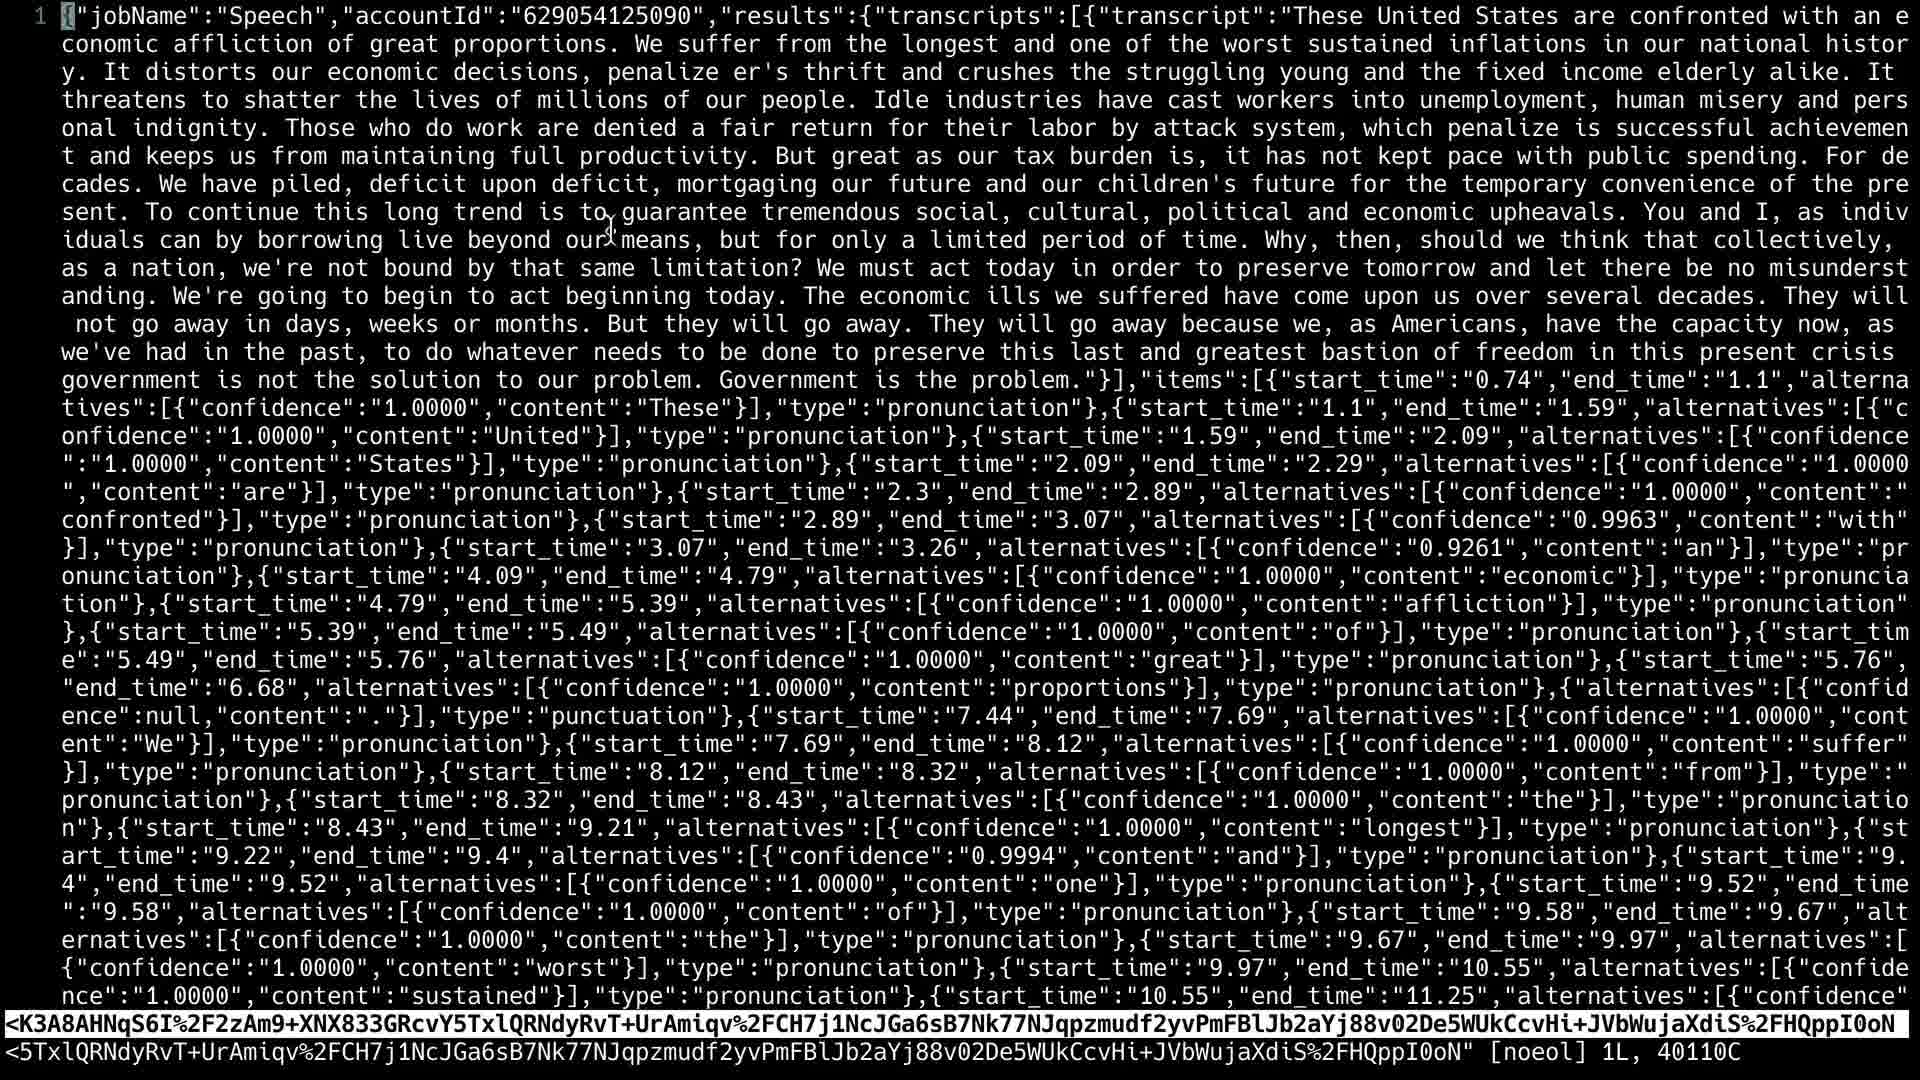 1 {"jobName":"Speech","accountId":"629054125090","results":{"transcripts":[{"transcript":"These United States are confronted with an e
conomic affliction of great proportions. We suffer from the longest and one of the worst sustained inflations in our national histor
y. It distorts our economic decisions, penalize er's thrift and crushes the struggling young and the fixed income elderly alike. It
threatens to shatter the lives of millions of our people. Idle industries have cast workers into unemployment, human misery and pers
onal indignity. Those who do work are denied a fair return for their labor by attack system, which penalize is successful achievemen
t and keeps us from maintaining full productivity. But great as our tax burden is, it has not kept pace with public spending. For de
cades. We have piled, deficit upon deficit, mortgaging our future and our children's future for the temporary convenience of the pre
sent. To continue this long trend is to guarantee tremendous social, cultural, political and economic upheavals. You and I, as indiv
iduals can by borrowing live beyond our means, but for only a limited period of time. Why, then, should we think that collectively,
as a nation, we're not bound by that same limitation? We must act today in order to preserve tomorrow and let there be no misunderst
anding. We're going to begin to act beginning today. The economic ills we suffered have come upon us over several decades. They will
not go away in days, weeks or months. But they will go away. They will go away because we, as Americans, have the capacity now, as
we've had in the past, to do whatever needs to be done to preserve this last and greatest bastion of freedom in this present crisis
government is not the solution to our problem. Government is the problem."}],"items":[{"start_time":"0.74","end_time":"1.1","alterna
tives":[{"confidence":"1.0000","content":"These"}],"type":"pronunciation"},{"start_time":"1.1","end_time":"1.59","alternatives":[{"c
onfidence":"1.0000","content":"United"}],"type":"pronunciation"},{"start_time":"1.59","end_time":"2.09","alternatives":[{"confidence
":"1.0000","content":"States"}],"type":"pronunciation"},{"start_time":"2.09","end_time":"2.29","alternatives":[{"confidence":"1.0000
","content":"are"}],"type":"pronunciation"},{"start_time":"2.3","end_time":"2.89","alternatives":[{"confidence":"1.0000","content":"
confronted"}],"type":"pronunciation"},{"start_time":"2.89","end_time":"3.07","alternatives":[{"confidence":"0.9963","content":"with"
}],"type":"pronunciation"},{"start_time":"3.07","end_time":"3.26","alternatives":[{"confidence":"0.9261","content":"an"}],"type":"pr
onunciation"},{"start_time":"4.09","end_time":"4.79","alternatives":[{"confidence":"1.0000","content":"economic"}],"type":"pronuncia
tion"},{"start_time":"4.79","end_time":"5.39","alternatives":[{"confidence":"1.0000","content":"affliction"}],"type":"pronunciation"
},{"start_time":"5.39","end_time":"5.49","alternatives":[{"confidence":"1.0000","content":"of"}],"type":"pronunciation"},{"start_tim
e":"5.49","end_time":"5.76","alternatives":[{"confidence":"1.0000","content":"great"}],"type":"pronunciation"},{"start_time":"5.76",
"end_time":"6.68","alternatives":[{"confidence":"1.0000","content":"proportions"}],"type":"pronunciation"},{"alternatives":[{"confid
ence":null,"content":"."}],"type":"punctuation"},{"start_time":"7.44","end_time":"7.69","alternatives":[{"confidence":"1.0000","cont
ent":"We"}],"type":"pronunciation"},{"start_time":"7.69","end_time":"8.12","alternatives":[{"confidence":"1.0000","content":"suffer"
}],"type":"pronunciation"},{"start_time":"8.12","end_time":"8.32","alternatives":[{"confidence":"1.0000","content":"from"}],"type":"
pronunciation"},{"start_time":"8.32","end_time":"8.43","alternatives":[{"confidence":"1.0000","content":"the"}],"type":"pronunciatio
n"},{"start_time":"8.43","end_time":"9.21","alternatives":[{"confidence":"1.0000","content":"longest"}],"type":"pronunciation"},{"st
art_time":"9.22","end_time":"9.4","alternatives":[{"confidence":"0.9994","content":"and"}],"type":"pronunciation"},{"start_time":"9.
4","end_time":"9.52","alternatives":[{"confidence":"1.0000","content":"one"}],"type":"pronunciation"},{"start_time":"9.52","end_time
":"9.58","alternatives":[{"confidence":"1.0000","content":"of"}],"type":"pronunciation"},{"start_time":"9.58","end_time":"9.67","alt
ernatives":[{"confidence":"1.0000","content":"the"}],"type":"pronunciation"},{"start_time":"9.67","end_time":"9.97","alternatives":[
{"confidence":"1.0000","content":"worst"}],"type":"pronunciation"},{"start_time":"9.97","end_time":"10.55","alternatives":[{"confide
nce":"1.0000","content":"sustained"}],"type":"pronunciation"},{"start_time":"10.55","end_time":"11.25","alternatives":[{"confidence"
<K3A8AHNqS6I%2F2zAm9+XNX833GRcvY5TxlQRNdyRvT+UrAmiqv%2FCH7j1NcJGa6sB7Nk77NJqpzmudf2yvPmFBlJb2aYj88v02De5WUkCcvHi+JVbWujaXdiS%2FHQppI0oN
<5TxlQRNdyRvT+UrAmiqv%2FCH7j1NcJGa6sB7Nk77NJqpzmudf2yvPmFBlJb2aYj88v02De5WUkCcvHi+JVbWujaXdiS%2FHQppI0oN" [noeol] 1L, 40110C